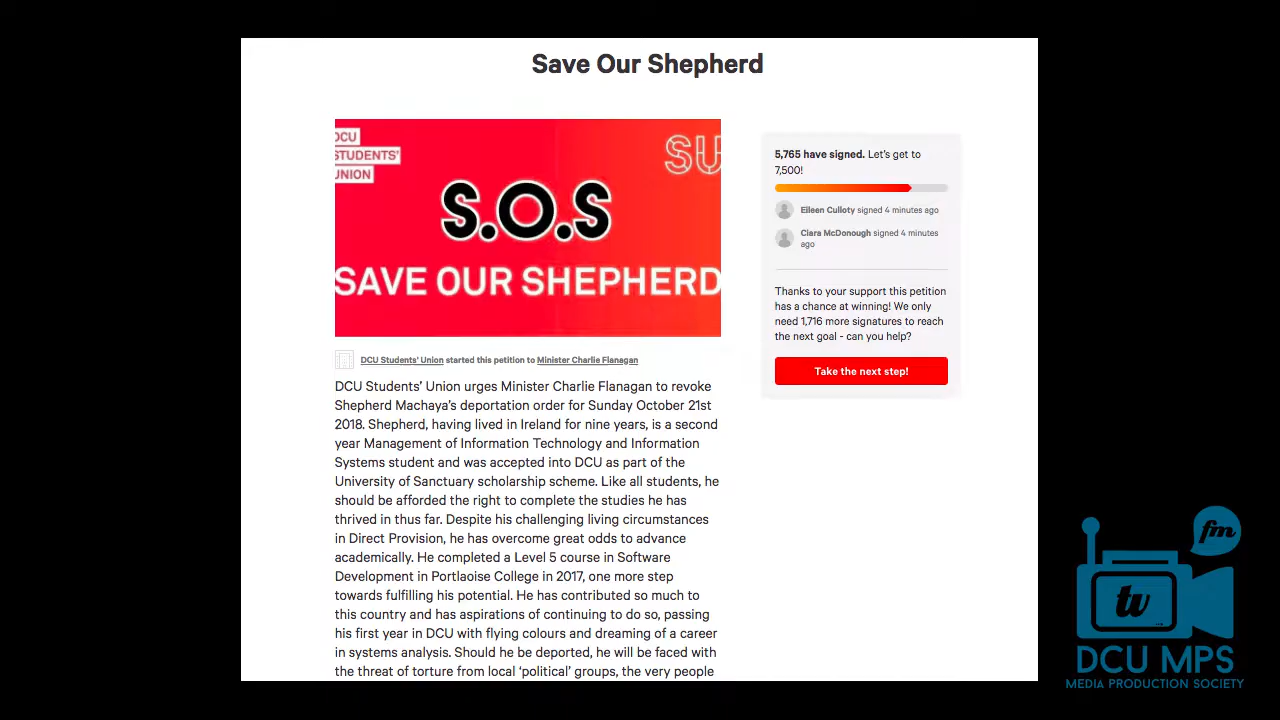 Save Our Shepherd
DCU
STUDENTS'
UNION
SU
S.O.S
SAVE OUR SHEPHERD
DCU Students' Union started this petition to Minister Charlie Flanagan
DCU Students' Union urges Minister Charlie Flanagan to revoke
Shepherd Machaya's deportation order for Sunday October 21st
2018. Shepherd, having lived in Ireland for nine years, is a second
year Management of Information Technology and Information
Systems student and was accepted into DCU as part of the
University of Sanctuary scholarship scheme. Like all students, he
should be afforded the right to complete the studies he has
thrived in thus far. Despite his challenging living circumstances
in Direct Provision, he has overcome great odds to advance
academically. He completed a Level 5 course in Software
Development in Portlaoise College in 2017, one more step
towards fulfilling his potential. He has contributed so much to
this country and has aspirations of continuing to do so, passing
his first year in DCU with flying colours and dreaming of a career
in systems analysis. Should he be deported, he will be faced with
the threat of torture from local 'political' groups, the very people
5,765 have signed. Let's get to
7,500!
Eileen Culloty signed 4 minutes ago
Ciara McDonough signed 4 minutes
ago
Thanks to your support this petition
has a chance at winning! We only
need 1,716 more signatures to reach
the next goal - can you help?
Take the next step!
fm
tv
DCU MPS
MEDIA PRODUCTION SOCIETY